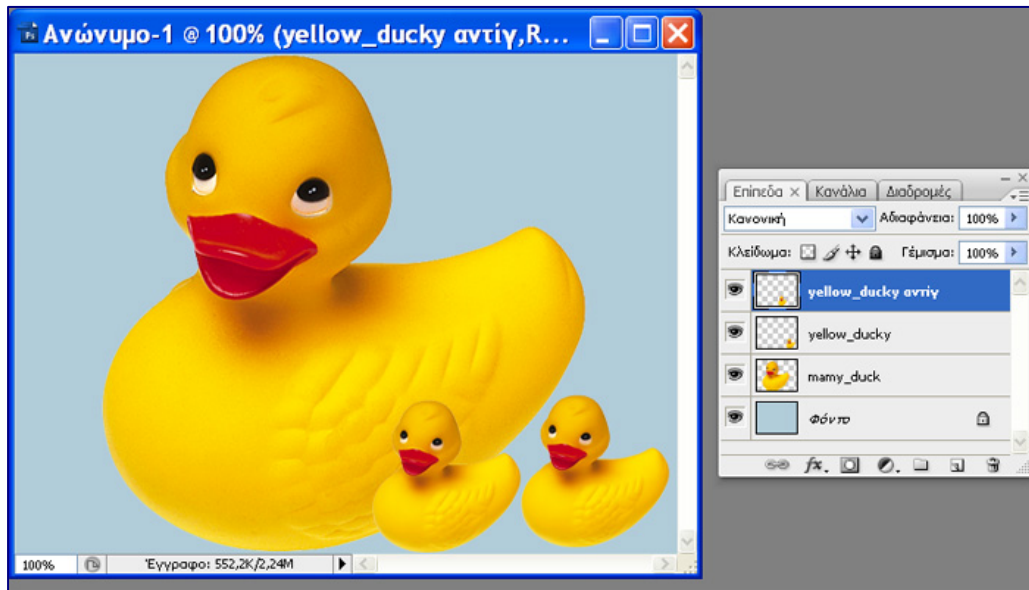 Ανώνυμο-1 @ 100% (yellow_ducky αντίγ,R...
Επίπεδα × Κανάλια Διαδρομές
Κανονική Αδιαφάνεια: 100%
Κλείδωμα: Γέμισμα: 100%
yellow_ducky αντίγ
yellow_ducky
mamy_duck
Φόντο
fx.
100% Έγγραφο: 552,2K/2,24M